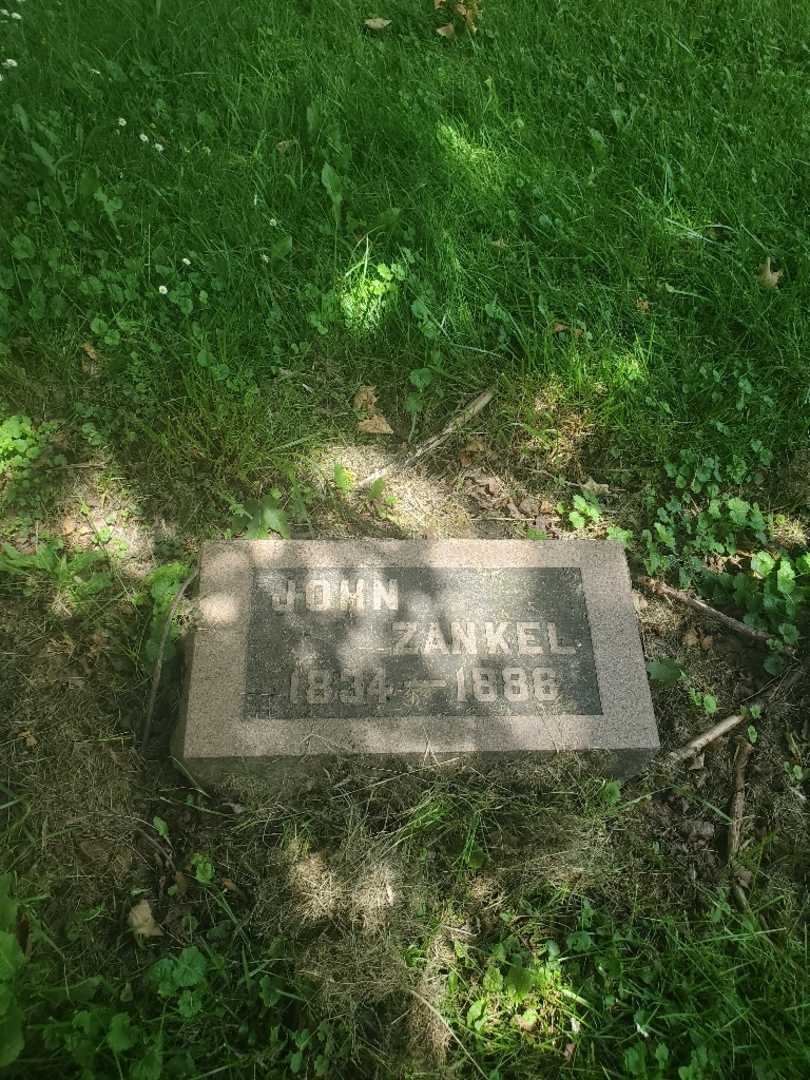 JOHN
ZANKEL
1834 — 1886